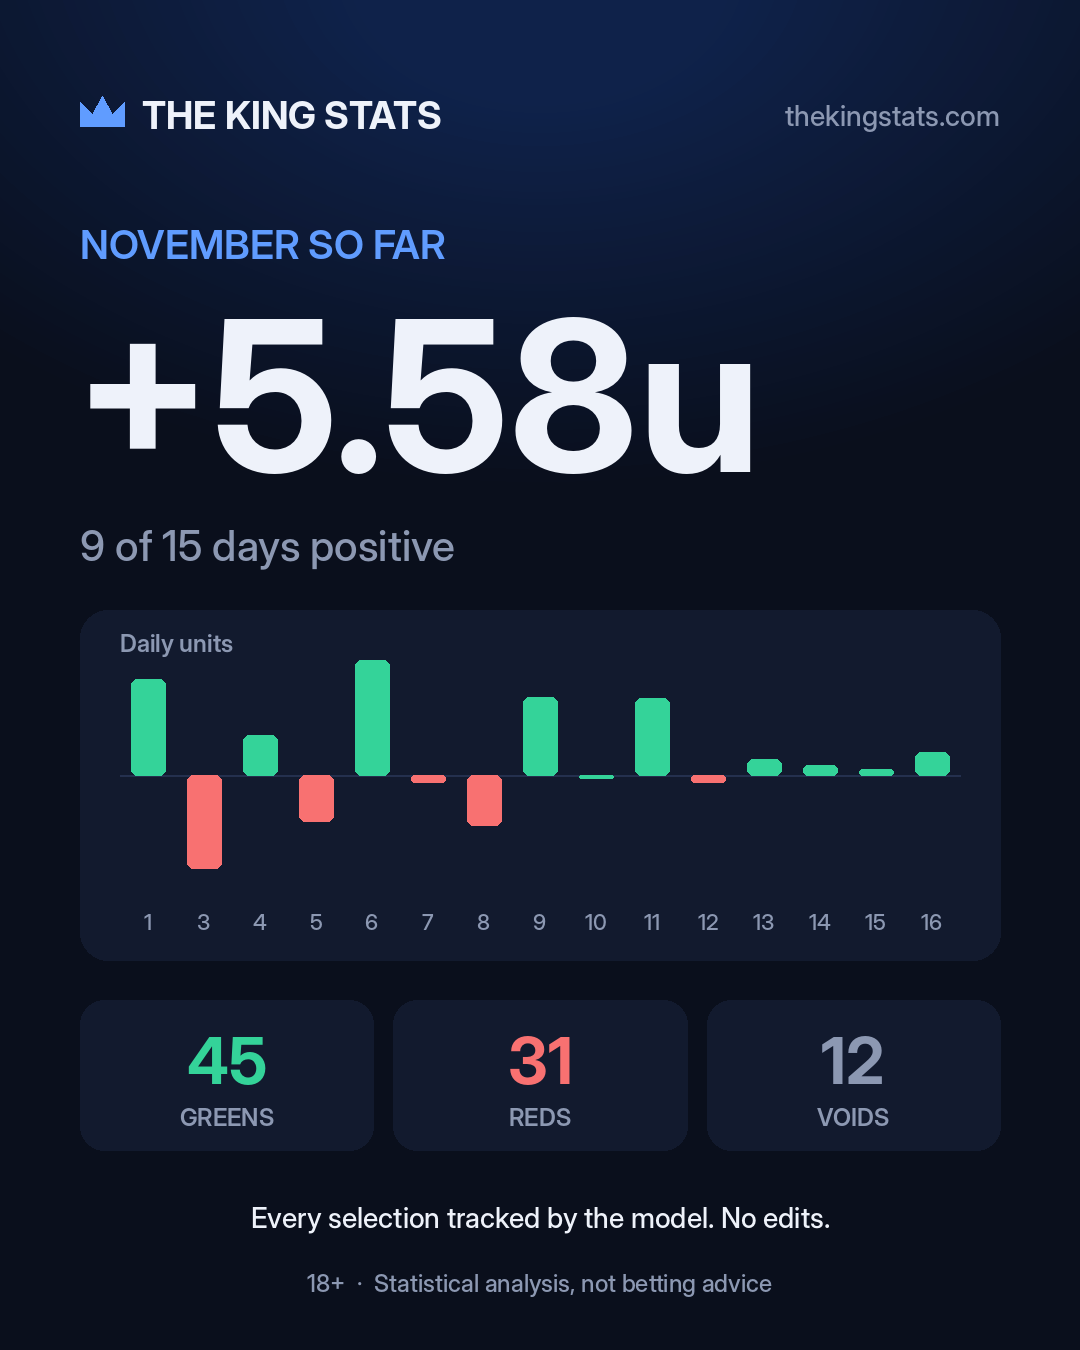 THE KING STATS
thekingstats.com
NOVEMBER SO FAR
+5.58u
9 of 15 days positive
Daily units
1 3 4 5 6 7 8 9 10 11 12 13 14 15 16
45
GREENS
31
REDS
12
VOIDS
Every selection tracked by the model. No edits.
18+ · Statistical analysis, not betting advice